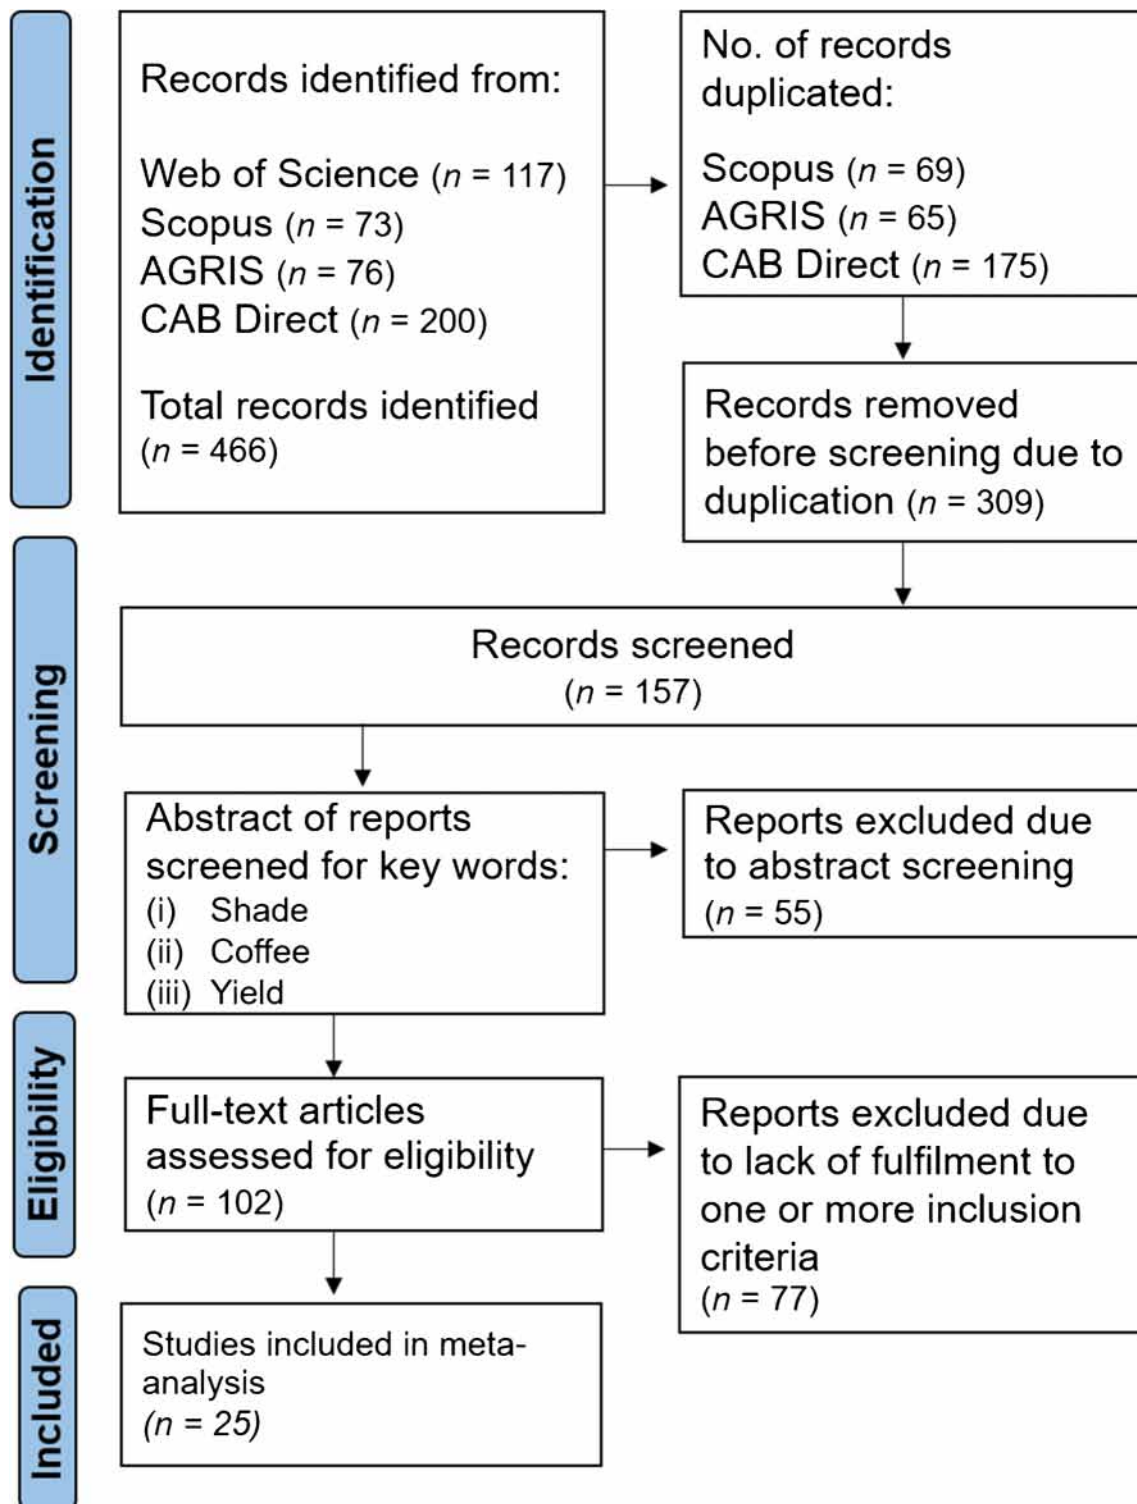 Identification
Records identified from:
Web of Science (n = 117)
Scopus (n = 73)
AGRIS (n = 76)
CAB Direct (n = 200)
Total records identified
(n = 466)
No. of records
duplicated:
Scopus (n = 69)
AGRIS (n = 65)
CAB Direct (n = 175)
Records removed
before screening due to
duplication (n = 309)
Screening
Records screened
(n = 157)
Abstract of reports
screened for key words:
(i) Shade
(ii) Coffee
(iii) Yield
Reports excluded due
to abstract screening
(n = 55)
Eligibility
Full-text articles
assessed for eligibility
(n = 102)
Reports excluded due
to lack of fulfilment to
one or more inclusion
criteria
(n = 77)
Included
Studies included in meta-
analysis
(n = 25)